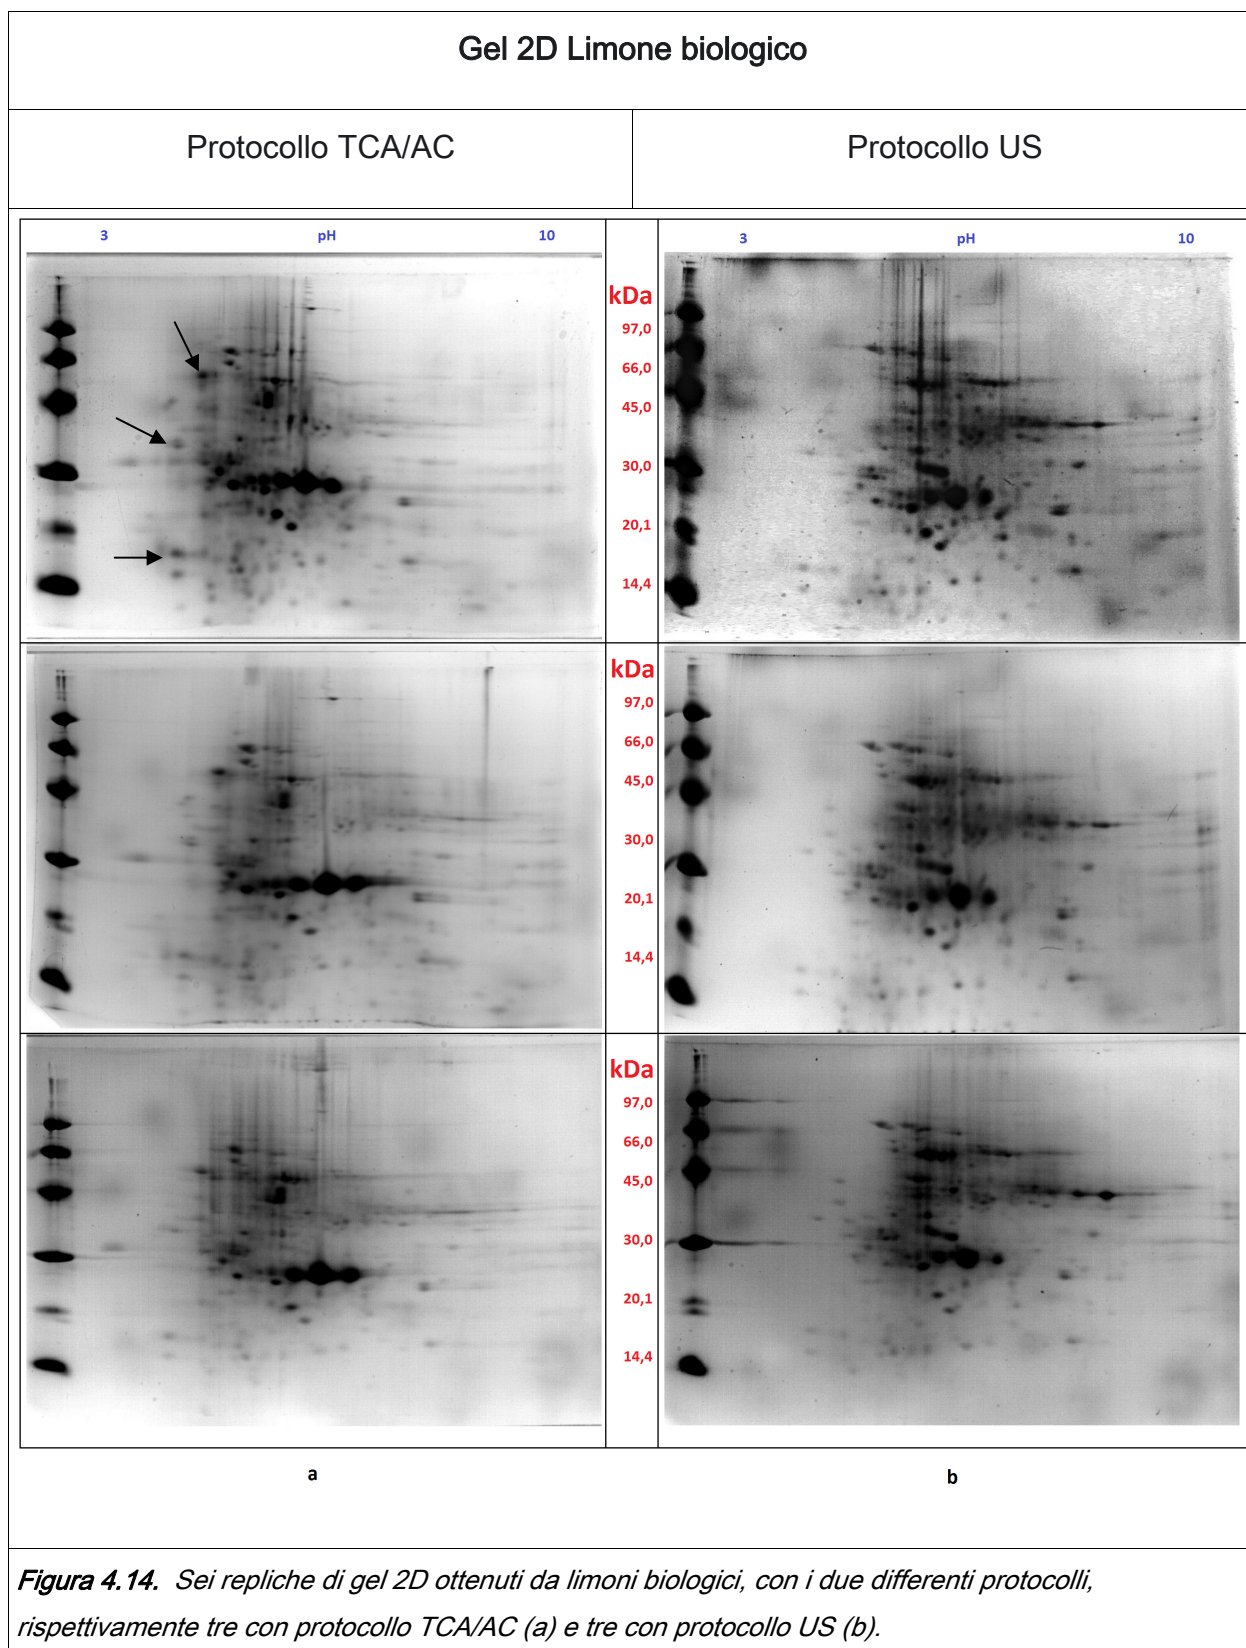 Gel 2D Limone biologico
Protocollo TCA/AC
Protocollo US
3 pH 10
3 pH 10
kDa
97,0
66,0
45,0
30,0
20,1
14,4
kDa
97,0
66,0
45,0
30,0
20,1
14,4
kDa
97,0
66,0
45,0
30,0
20,1
14,4
a
b
Figura 4.14. Sei repliche di gel 2D ottenuti da limoni biologici, con i due differenti protocolli,
rispettivamente tre con protocollo TCA/AC (a) e tre con protocollo US (b).